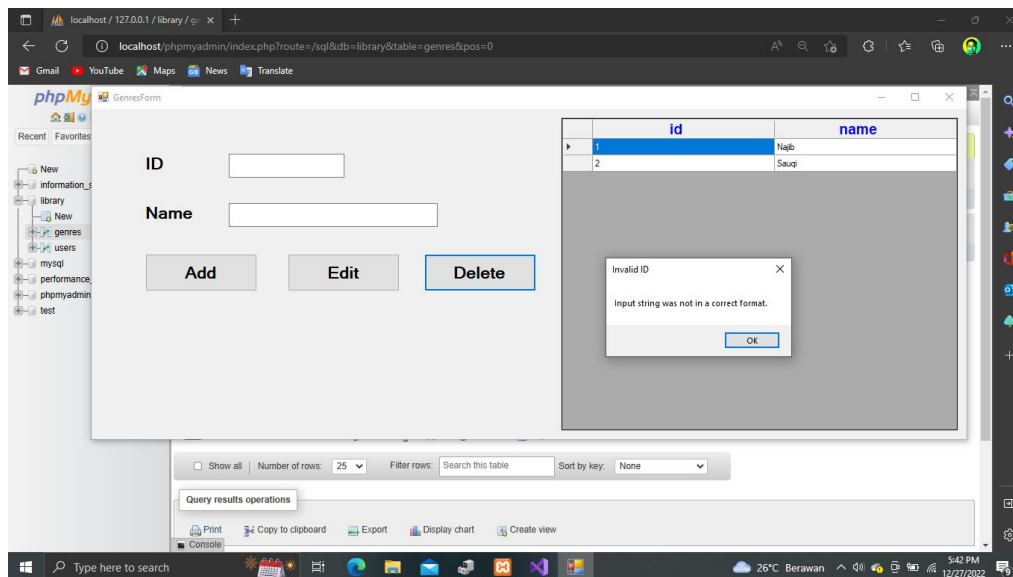 localhost / 127.0.0.1 / library / ge
localhost/phpmyadmin/index.php?route=/sql&db=library&table=genres&pos=0
Gmail YouTube Maps News Translate
phpMy
Recent Favorites
New
information_s
library
New
genres
users
mysql
performance_
phpmyadmin
test
GenresForm
ID
Name
Add Edit Delete
id name
1 Najib
2 Sauqi
Invalid ID
Input string was not in a correct format.
OK
Show all Number of rows: 25 Filter rows: Search this table Sort by key: None
Query results operations
Print Copy to clipboard Export Display chart Create view
Console
Type here to search
26°C Berawan
5:42 PM
12/27/2022